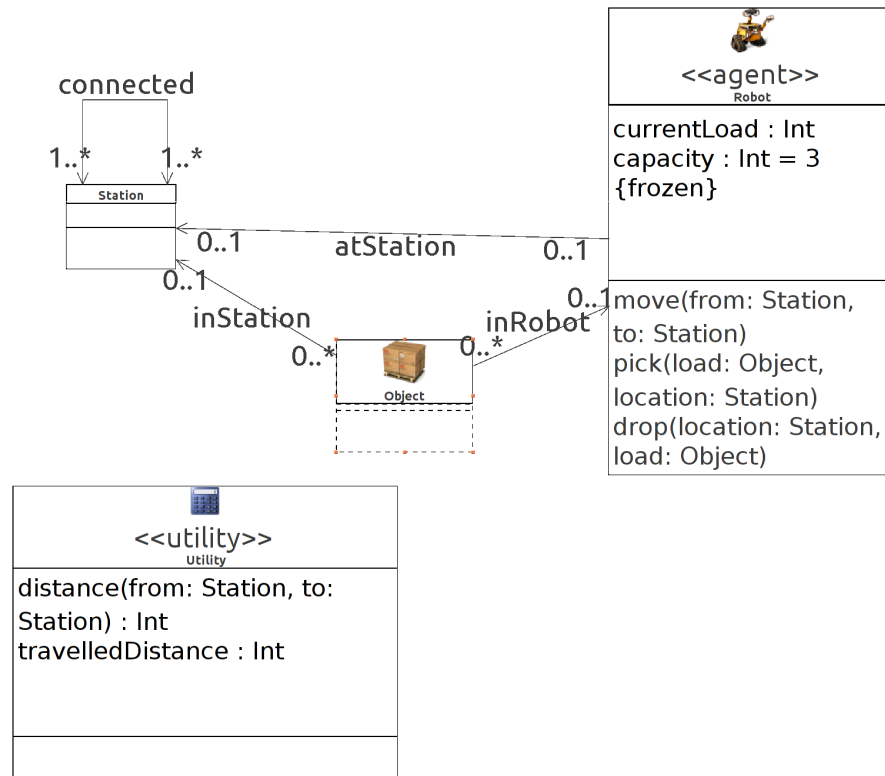 connected
1..* 1..*
Station
0..1 atStation 0..1
0..1
inStation
0..*
Object
inRobot
0..*
0..1
<<agent>>
Robot
currentLoad : Int
capacity : Int = 3
{frozen}
move(from: Station,
to: Station)
pick(load: Object,
location: Station)
drop(location: Station,
load: Object)
<<utility>>
Utility
distance(from: Station, to:
Station) : Int
travelledDistance : Int